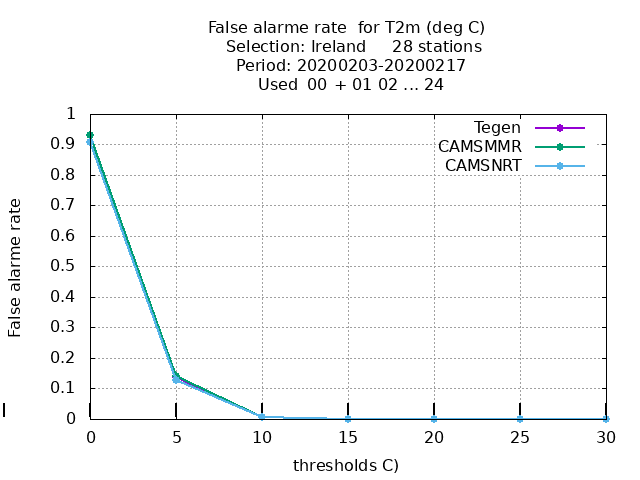 False alarme rate  for T2m (deg C)
Selection: Ireland     28 stations
Period: 20200203-20200217
Used  00 + 01 02 ... 24
Tegen
CAMSMMR
CAMSNRT
1
0.9
0.8
0.7
0.6
0.5
0.4
0.3
0.2
0.1
0
False alarme rate
0 5 10 15 20 25 30
thresholds C)